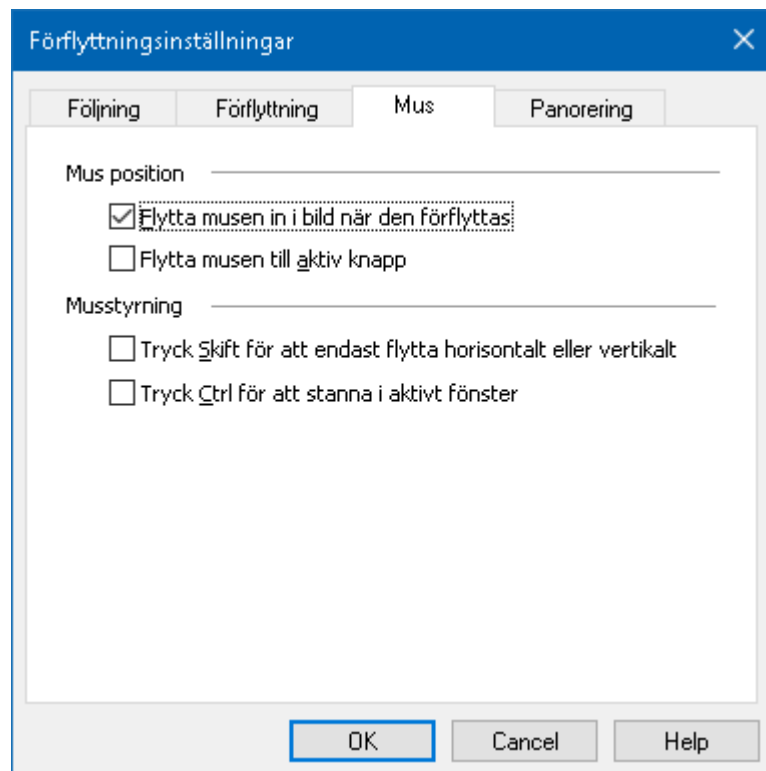 Förflyttningsinställningar
Följning Förflyttning Mus Panorering
Mus position
Flytta musen in i bild när den förflyttas
Flytta musen till aktiv knapp
Musstyrning
Tryck Skift för att endast flytta horisontalt eller vertikalt
Tryck Ctrl för att stanna i aktivt fönster
OK Cancel Help